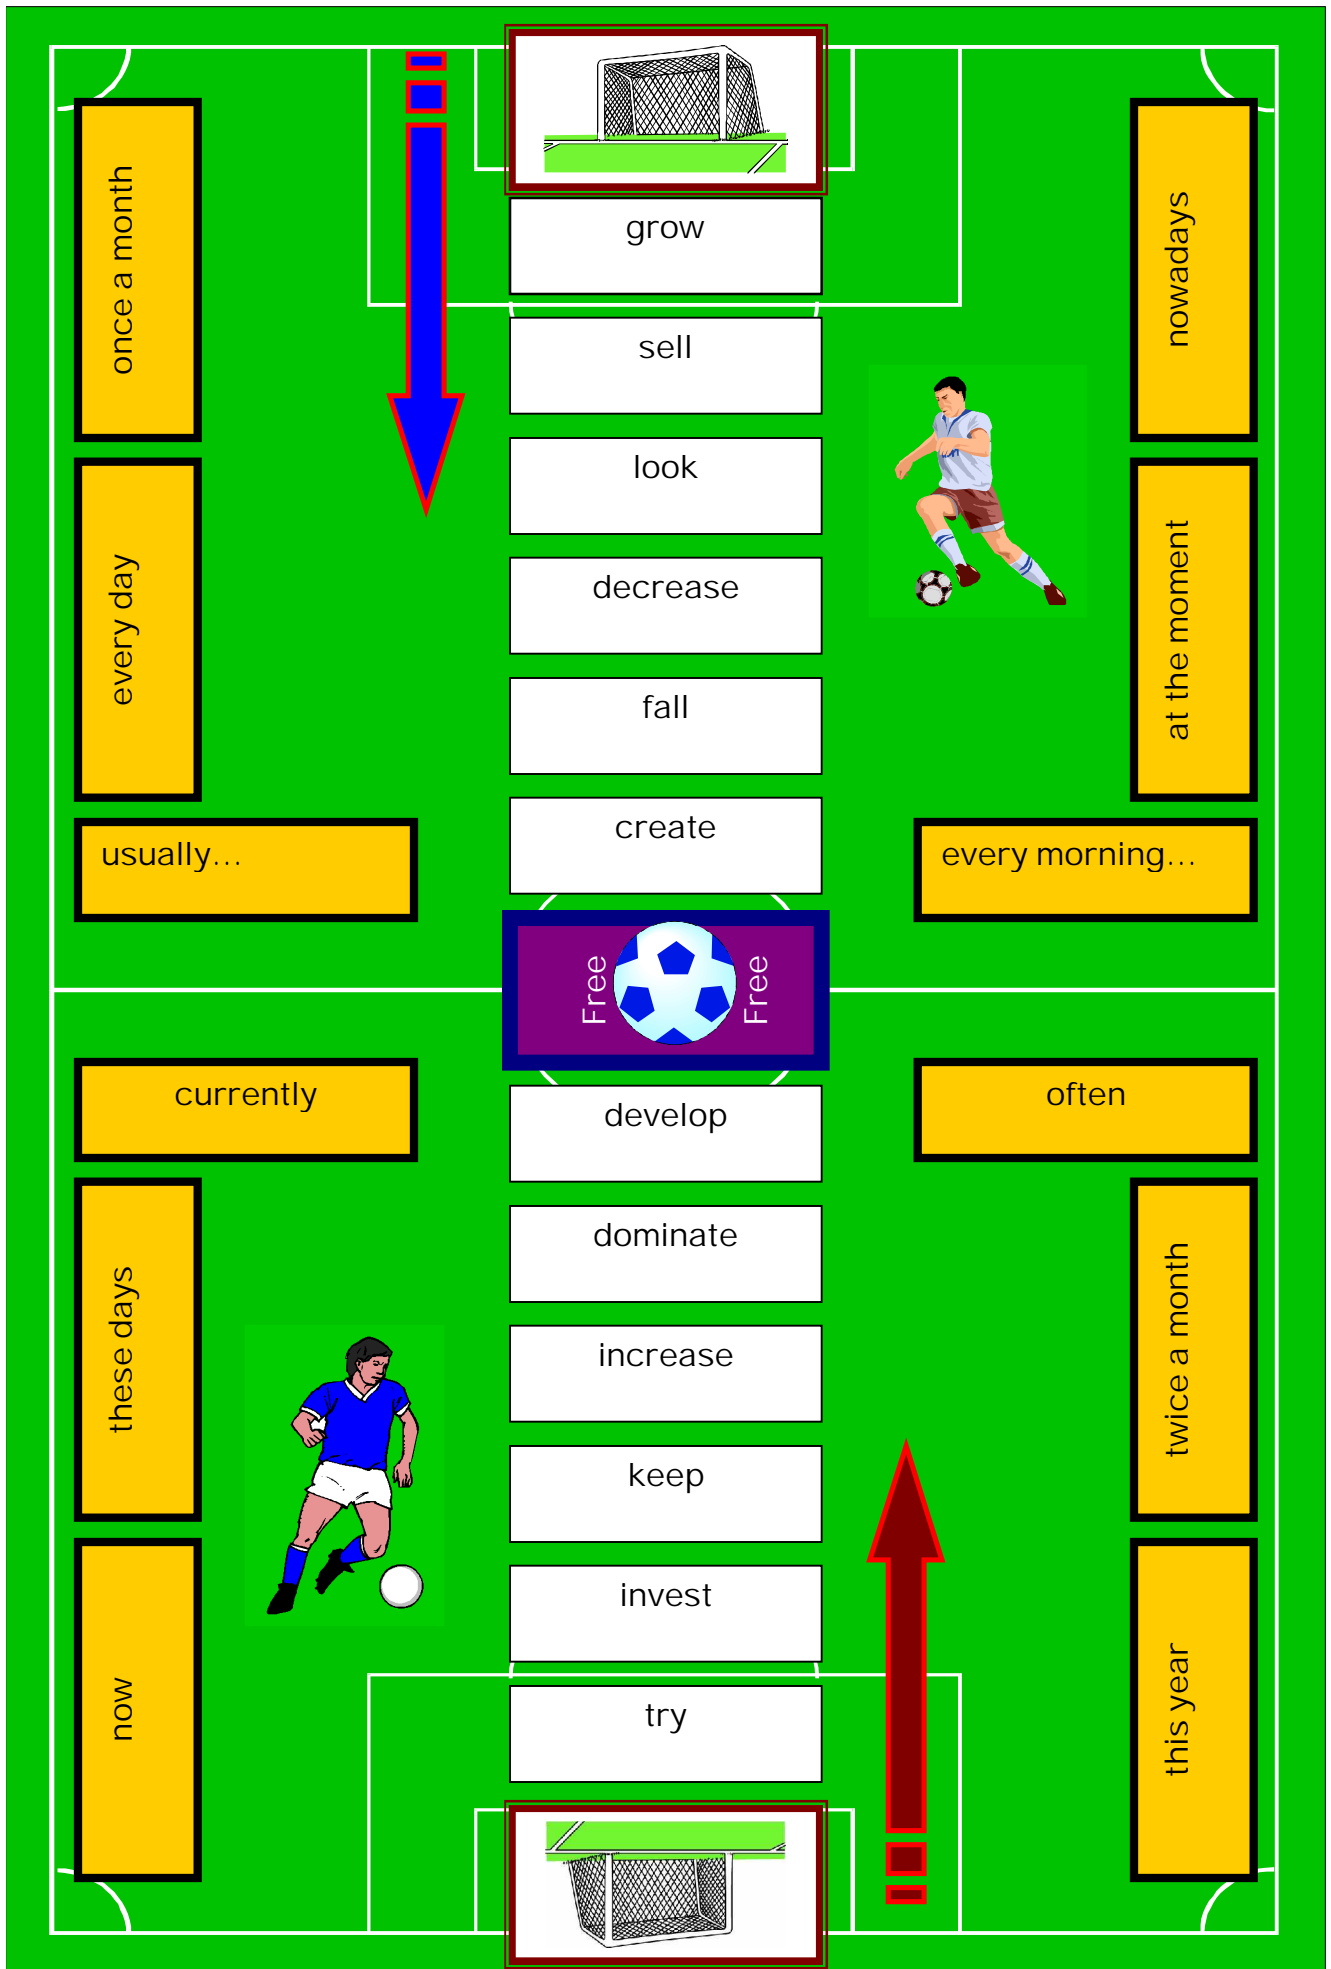 grow
once a month
nowadays
sell
look
decrease
every day
at the moment
fall
create
usually...
every morning...
Free
Free
currently
often
develop
dominate
these days
twice a month
increase
keep
invest
now
this year
try